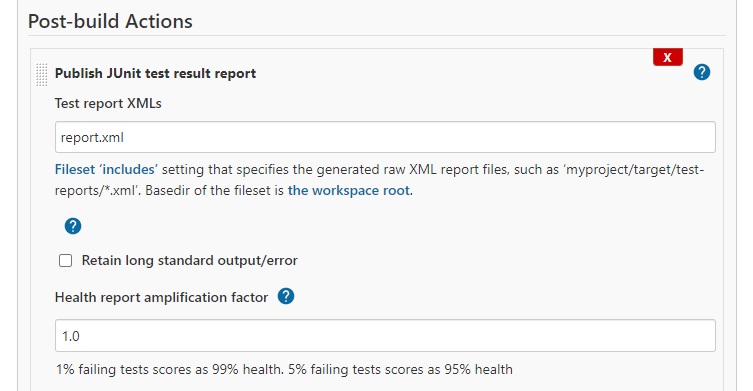 Post-build Actions
X
Publish JUnit test result report
?
Test report XMLs
report.xml
Fileset 'includes' setting that specifies the generated raw XML report files, such as 'myproject/target/test-
reports/*.xml'. Basedir of the fileset is the workspace root.
?
Retain long standard output/error
Health report amplification factor ?
1.0
1% failing tests scores as 99% health. 5% failing tests scores as 95% health